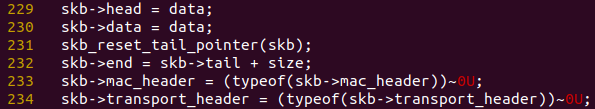 229 skb->head = data;
230 skb->data = data;
231 skb_reset_tail_pointer(skb);
232 skb->end = skb->tail + size;
233 skb->mac_header = (typeof(skb->mac_header))~0U;
234 skb->transport_header = (typeof(skb->transport_header))~0U;